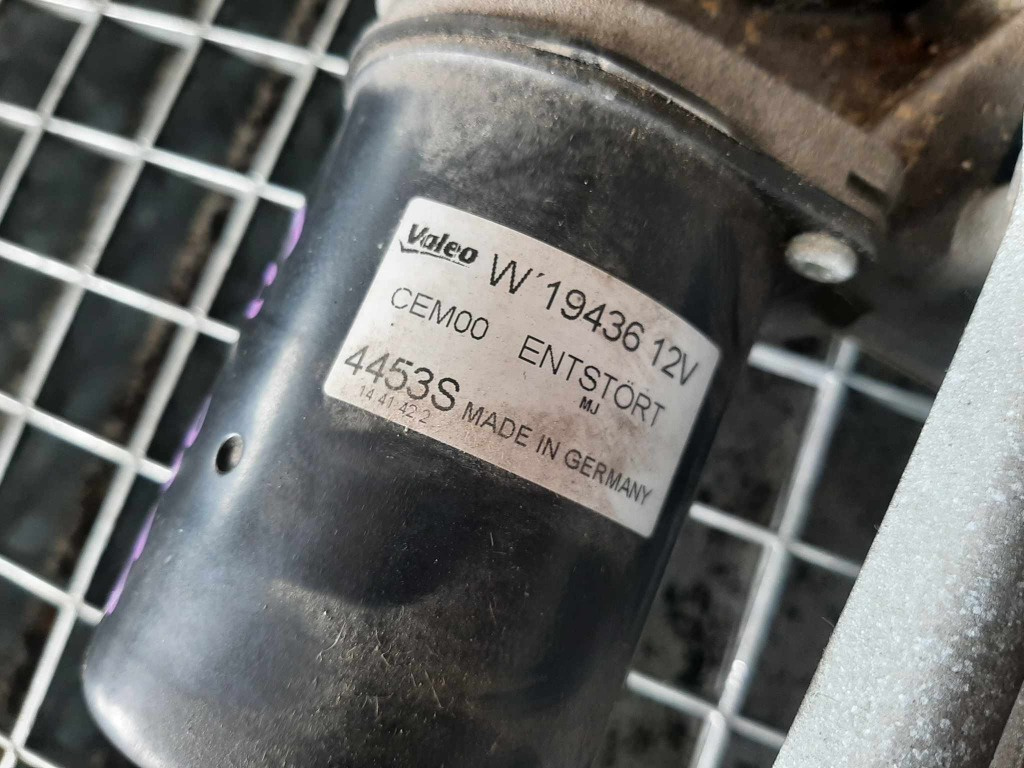 Valeo W´19436 12V
CEM00 ENTSTÖRT
MJ
4453S MADE IN GERMANY
14 41 42 2